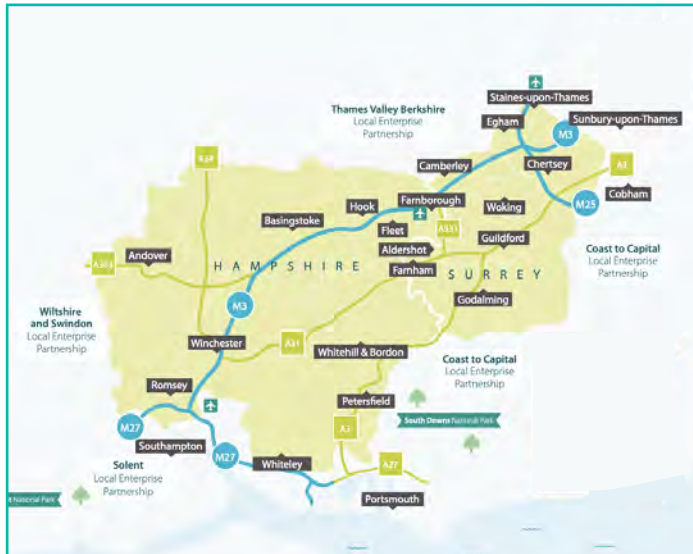 Staines-upon-Thames
Thames Valley Berkshire
Local Enterprise
Partnership
Sunbury-upon-Thames
Egham
M3
A34
Camberley
Chertsey
A3
Cobham
Farnborough
Hook
Woking
M25
Basingstoke
Fleet
A331
Guildford
Aldershot
Andover
A303
HAMPSHIRE
Farnham
SURREY
Coast to Capital
Local Enterprise
Partnership
Godalming
M3
Wiltshire
and Swindon
Local Enterprise
Partnership
Winchester
A31
Whitehill & Bordon
Coast to Capital
Local Enterprise
Partnership
Romsey
Petersfield
South Downs National Park
M27
A3
Southampton
M27
Whiteley
A27
Solent
Local Enterprise
Partnership
Portsmouth
National Park